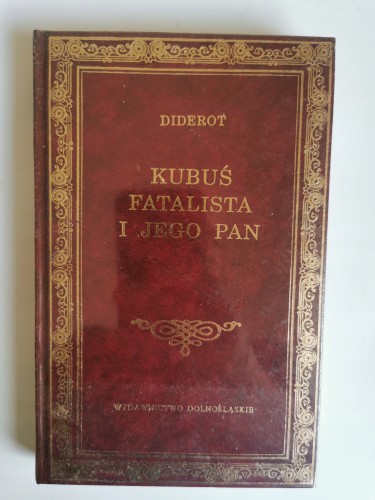 DIDEROT
KUBUŚ
FATALISTA
I JEGO PAN
WYDAWNICTWO DOLNOŚLĄSKIE